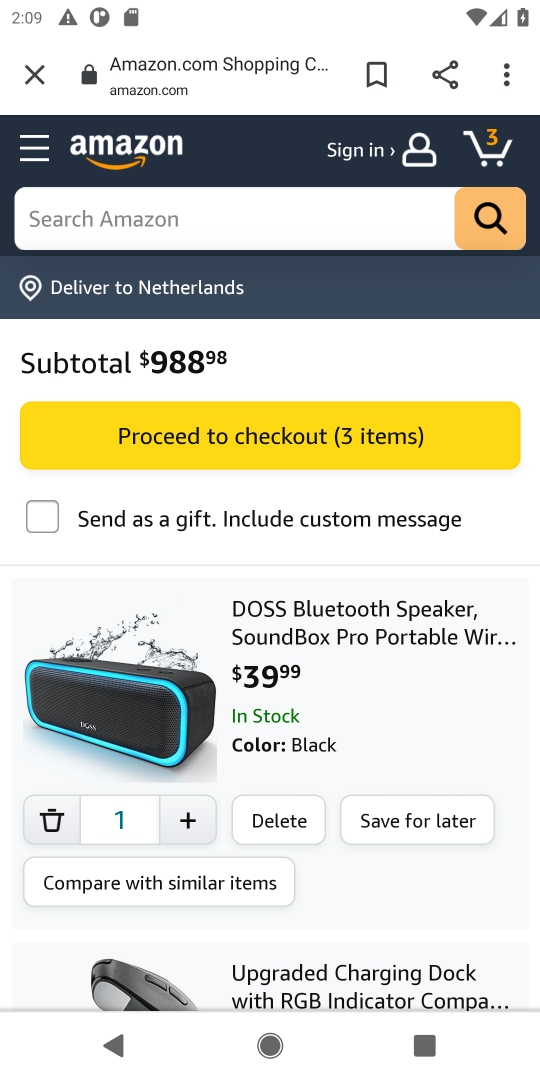 2:09
Amazon.com Shopping C...
amazon.com
amazon
Sign in ›
3
Search Amazon
Deliver to Netherlands
Subtotal $988 98
Proceed to checkout (3 items)
Send as a gift. Include custom message
DOSS Bluetooth Speaker,
SoundBox Pro Portable Wir...
$39 99
In Stock
Color: Black
DOSS
1
+
Delete
Save for later
Compare with similar items
Upgraded Charging Dock
with RGB Indicator Compa...